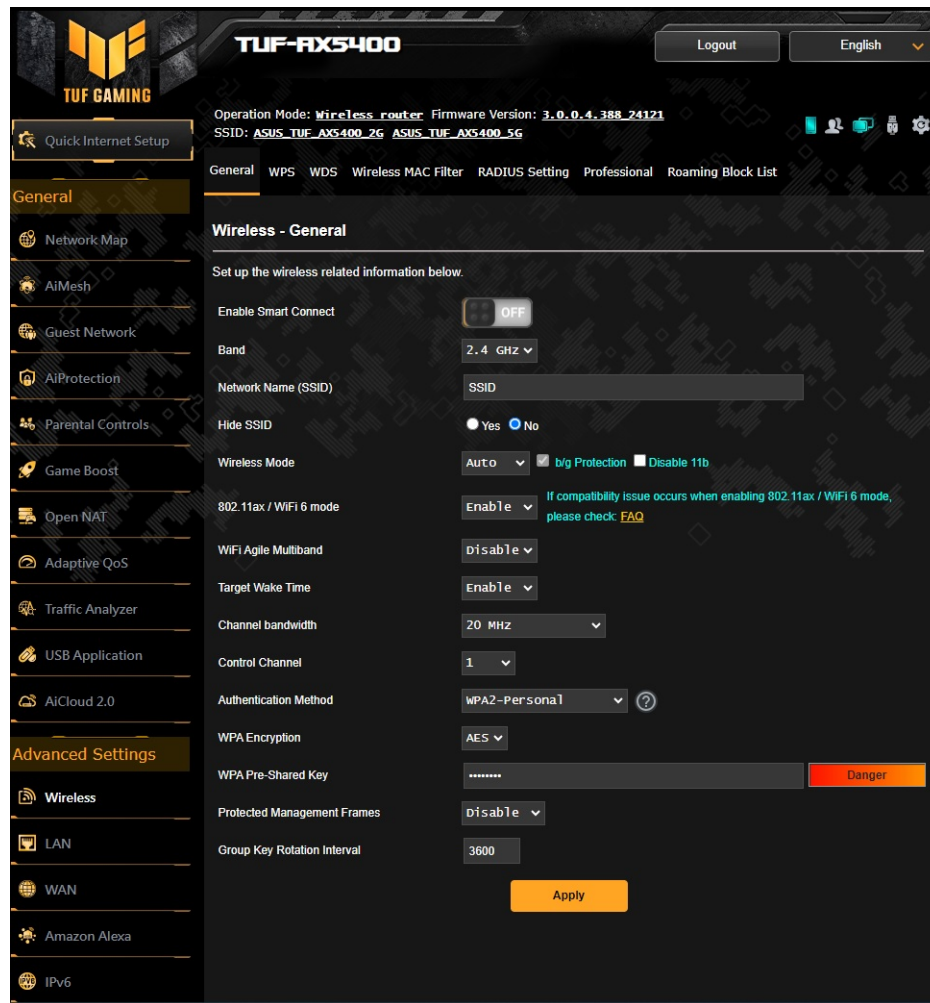 TUF GAMING
TUF-AX5400
Logout
English
Operation Mode: Wireless router Firmware Version: 3.0.0.4.388_24121
SSID: ASUS_TUF_AX5400_2G ASUS_TUF_AX5400_5G
Quick Internet Setup
General
Network Map
AiMesh
Guest Network
AiProtection
Parental Controls
Game Boost
Open NAT
Adaptive QoS
Traffic Analyzer
USB Application
AiCloud 2.0
Advanced Settings
Wireless
LAN
WAN
Amazon Alexa
IPv6
General WPS WDS Wireless MAC Filter RADIUS Setting Professional Roaming Block List
Wireless - General
Set up the wireless related information below.
Enable Smart Connect OFF
Band 2.4 GHz
Network Name (SSID) SSID
Hide SSID Yes No
Wireless Mode Auto b/g Protection Disable 11b
802.11ax / WiFi 6 mode Enable If compatibility issue occurs when enabling 802.11ax / WiFi 6 mode,
please check: FAQ
WiFi Agile Multiband Disable
Target Wake Time Enable
Channel bandwidth 20 MHz
Control Channel 1
Authentication Method WPA2-Personal ?
WPA Encryption AES
WPA Pre-Shared Key •••••••• Danger
Protected Management Frames Disable
Group Key Rotation Interval 3600
Apply